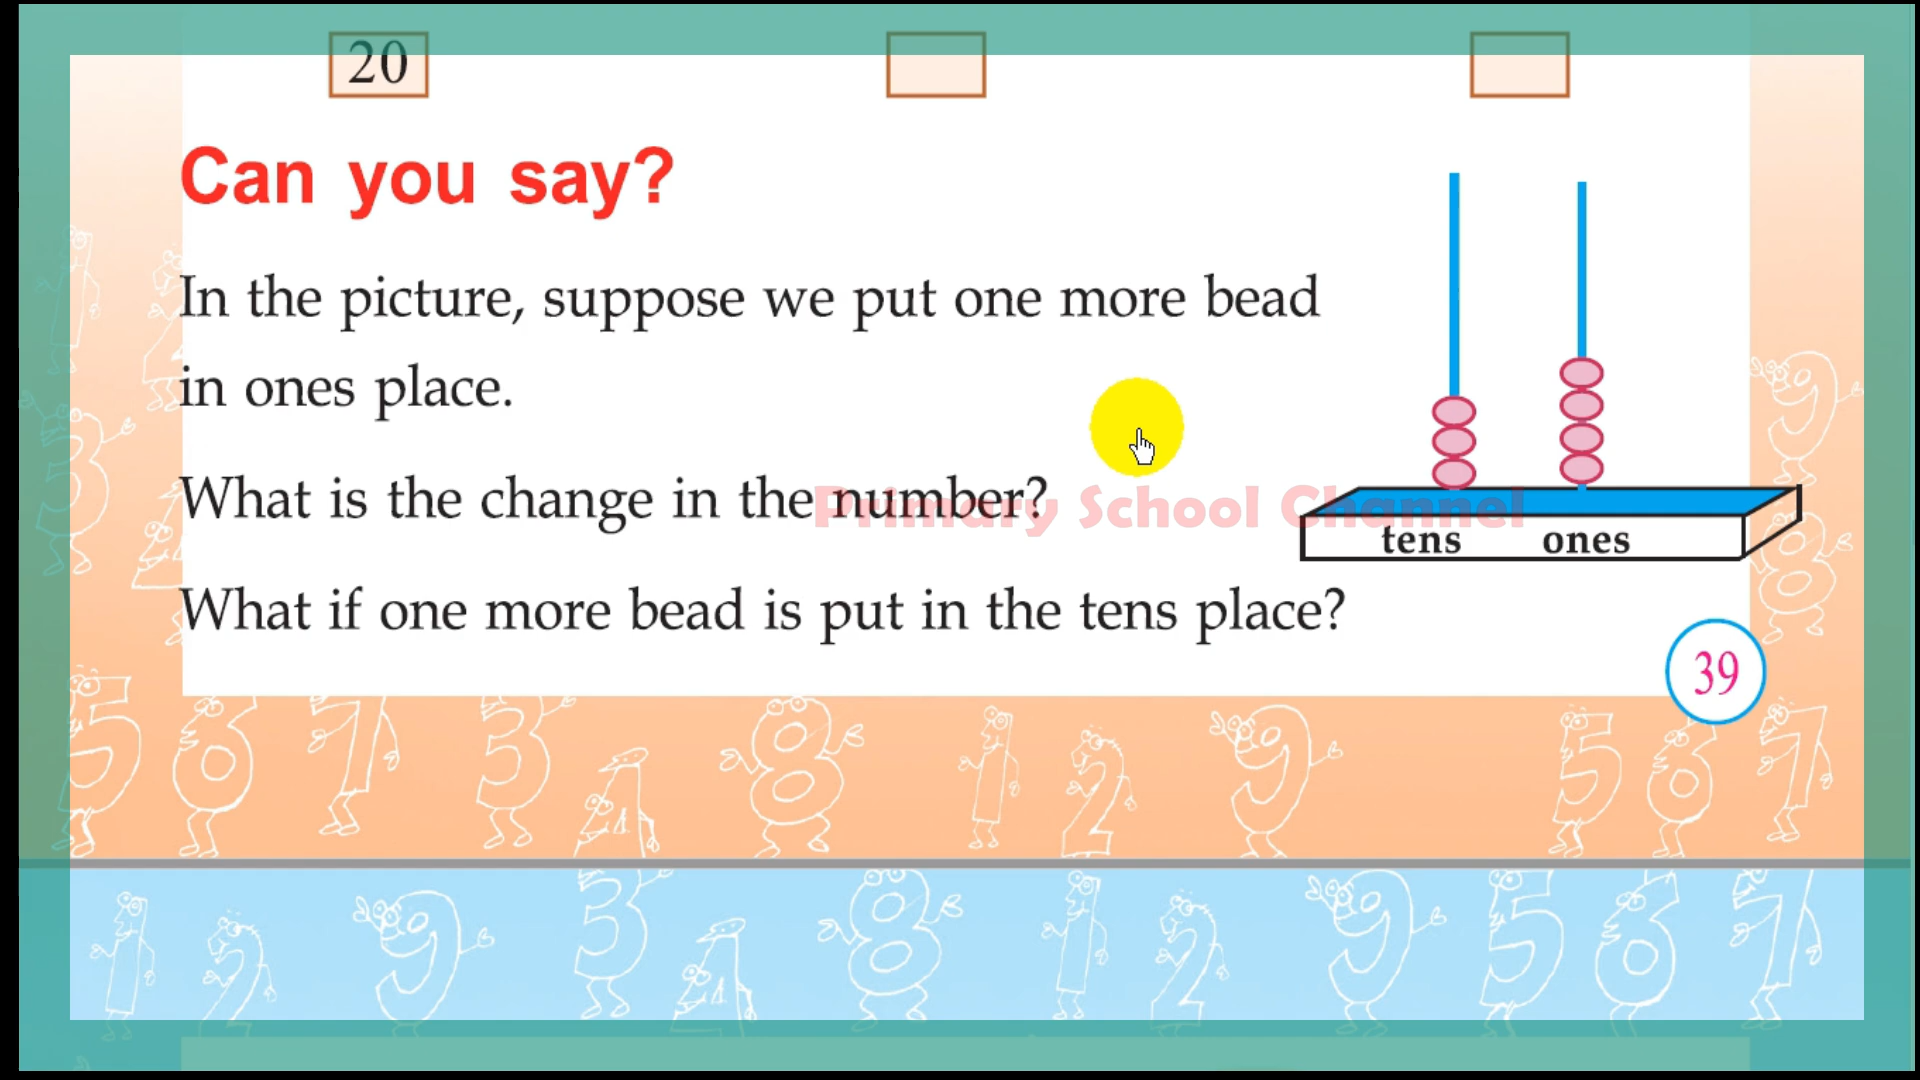 20
Can you say?
In the picture, suppose we put one more bead
in ones place.
What is the change in the number?
Primary School Channel
tens ones
What if one more bead is put in the tens place?
39